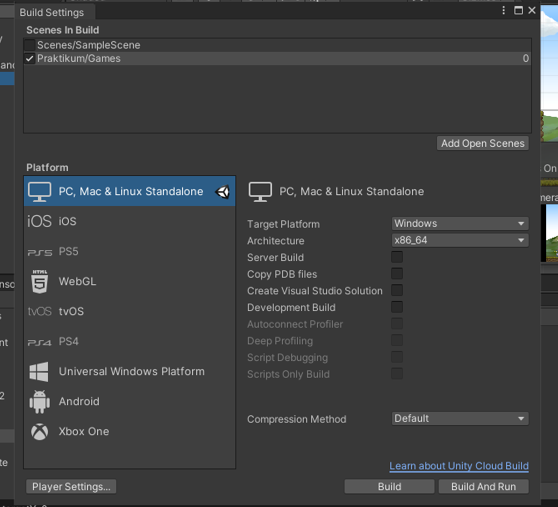 Build Settings
Scenes In Build
Scenes/SampleScene
Praktikum/Games 0
Add Open Scenes
Platform
PC, Mac & Linux Standalone
iOS iOS
PS5 PS5
HTML WebGL
tvOS tvOS
PS4 PS4
Universal Windows Platform
Android
Xbox One
PC, Mac & Linux Standalone
Target Platform Windows
Architecture x86_64
Server Build
Copy PDB files
Create Visual Studio Solution
Development Build
Autoconnect Profiler
Deep Profiling
Script Debugging
Scripts Only Build
Compression Method Default
Learn about Unity Cloud Build
Player Settings...
Build
Build And Run